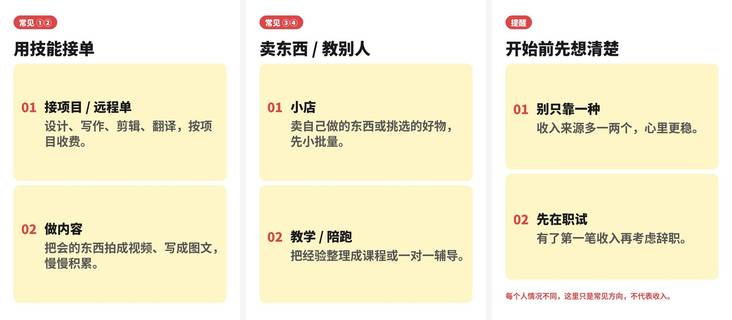 常见 ①②
用技能接单
01 接项目 / 远程单
设计、写作、剪辑、翻译，按项
目收费。
02 做内容
把会的东西拍成视频、写成图文，
慢慢积累。
常见 ③④
卖东西 / 教别人
01 小店
卖自己做的东西或挑选的好物，
先小批量。
02 教学 / 陪跑
把经验整理成课程或一对一辅导。
提醒
开始前先想清楚
01 别只靠一种
收入来源多一两个，心里更稳。
02 先在职试
有了第一笔收入再考虑辞职。
每个人情况不同，这里只是常见方向，不代表收入。